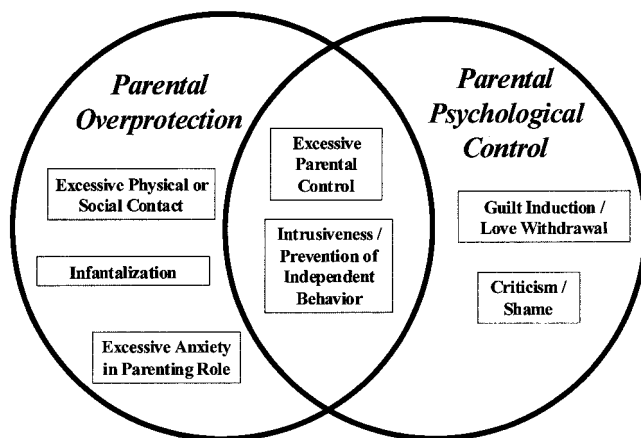 Parental
Overprotection
Excessive Physical or
Social Contact
Infantalization
Excessive Anxiety
in Parenting Role
Excessive
Parental
Control
Intrusiveness /
Prevention of
Independent
Behavior
Parental
Psychological
Control
Guilt Induction /
Love Withdrawal
Criticism /
Shame